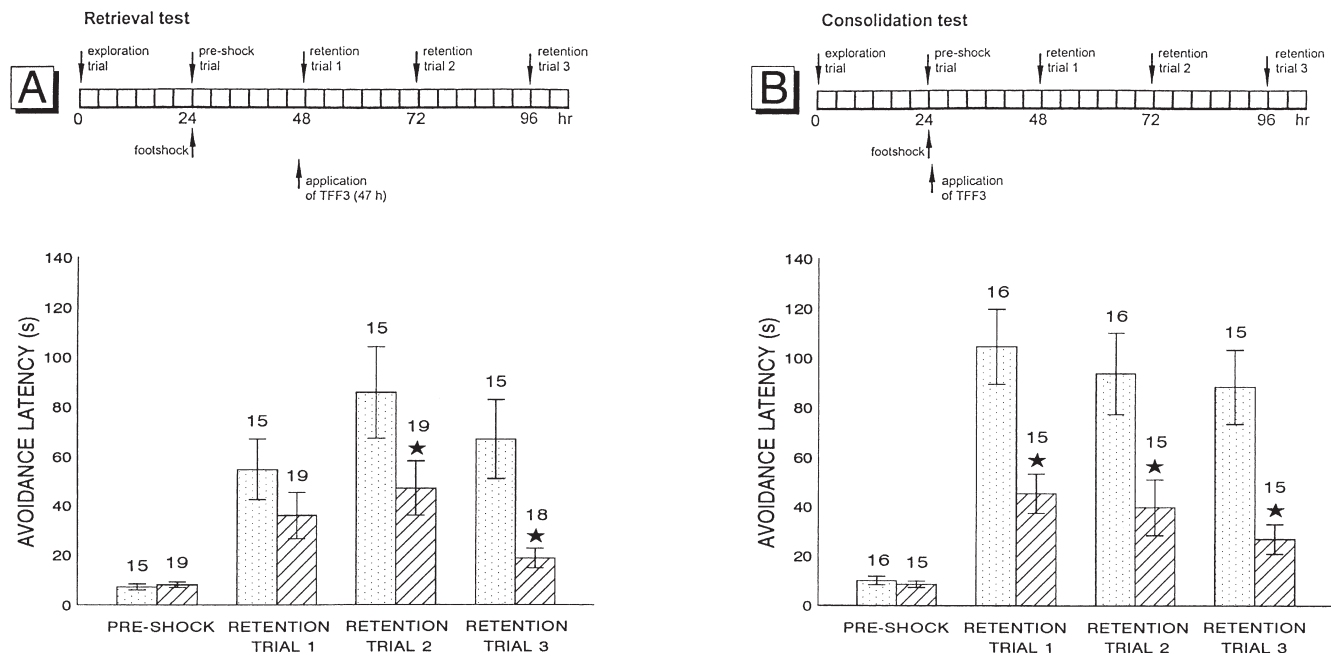 Retrieval test
A
exploration trial
pre-shock trial
retention trial 1
retention trial 2
retention trial 3
0 24 48 72 96 hr
footshock
application
of TFF3 (47 h)
AVOIDANCE LATENCY (s)
140
120
100
80
60
40
20
0
15 19
15 19
15 19
15 18
PRE-SHOCK
RETENTION
TRIAL 1
RETENTION
TRIAL 2
RETENTION
TRIAL 3
Consolidation test
B
exploration trial
pre-shock trial
retention trial 1
retention trial 2
retention trial 3
0 24 48 72 96 hr
footshock
application
of TFF3
AVOIDANCE LATENCY (s)
140
120
100
80
60
40
20
0
16 15
16 15
16 15
15 15
PRE-SHOCK
RETENTION
TRIAL 1
RETENTION
TRIAL 2
RETENTION
TRIAL 3